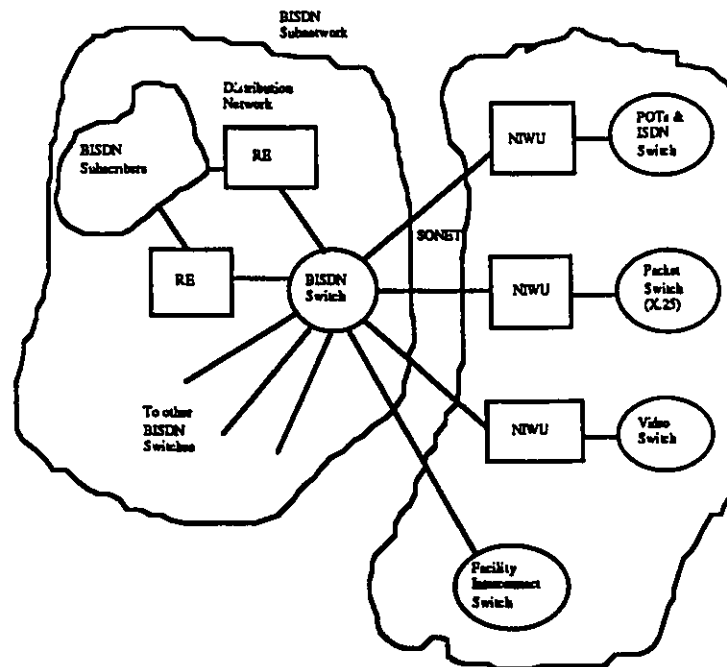 BISDN
Subnetwork
Distribution
Network
BISDN
Subscribers
RE
RE
BISDN
Switch
SONET
To other
BISDN
Switches
NIWU
POTs &
ISDN
Switch
NIWU
Packet
Switch
(X.25)
NIWU
Video
Switch
Facility
Interconnect
Switch